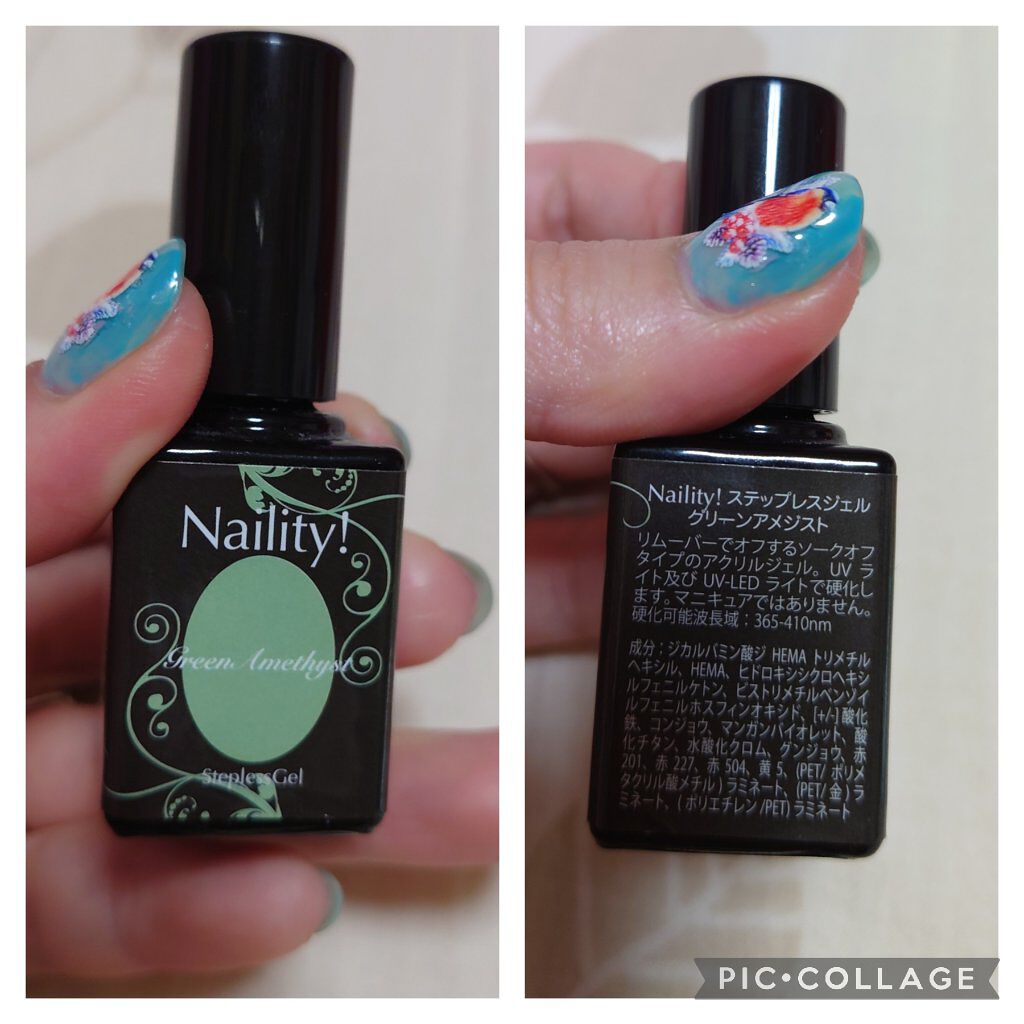 Naility!
Green Amethyst
SteplessGel
Naility! ステップレスジェル
グリーンアメジスト
リムーバーでオフするソークオフ
タイプのアクリルジェル。UV ラ
イト及び UV-LED ライトで硬化し
ます。マニキュアではありません。
硬化可能波長域：365-410nm
成分：ジカルバミン酸ジ HEMA トリメチル
ヘキシル、HEMA、ヒドロキシシクロヘキシ
ルフェニルケトン、ビストリメチルベンゾイ
ルフェニルホスフィンオキシド、[+/-] 酸化
鉄、コンジョウ、マンガンバイオレット、酸
化チタン、水酸化クロム、グンジョウ、赤
201、赤 227、赤 504、黄 5、(PET/ ポリメ
タクリル酸メチル ) ラミネート、(PET/ 金 ) ラ
ミネート、( ポリエチレン /PET) ラミネート
PIC•COLLAGE